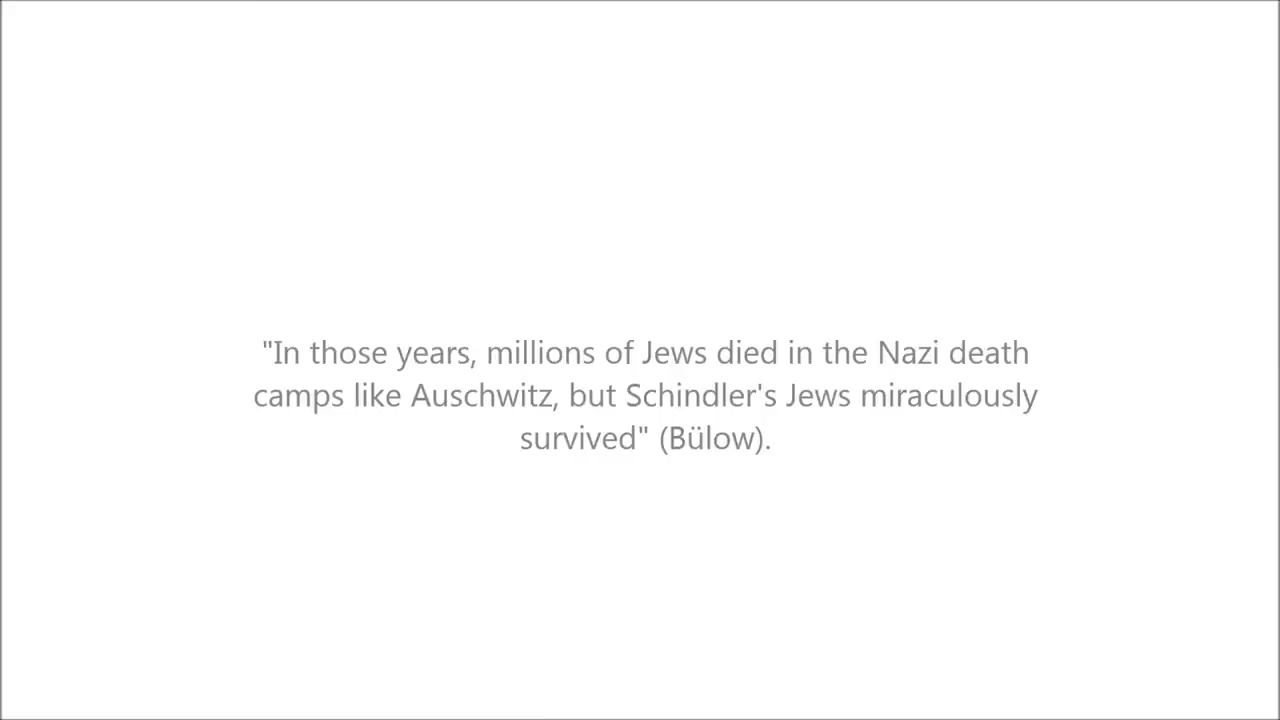 "In those years, millions of Jews died in the Nazi death
camps like Auschwitz, but Schindler's Jews miraculously
survived" (Bülow).